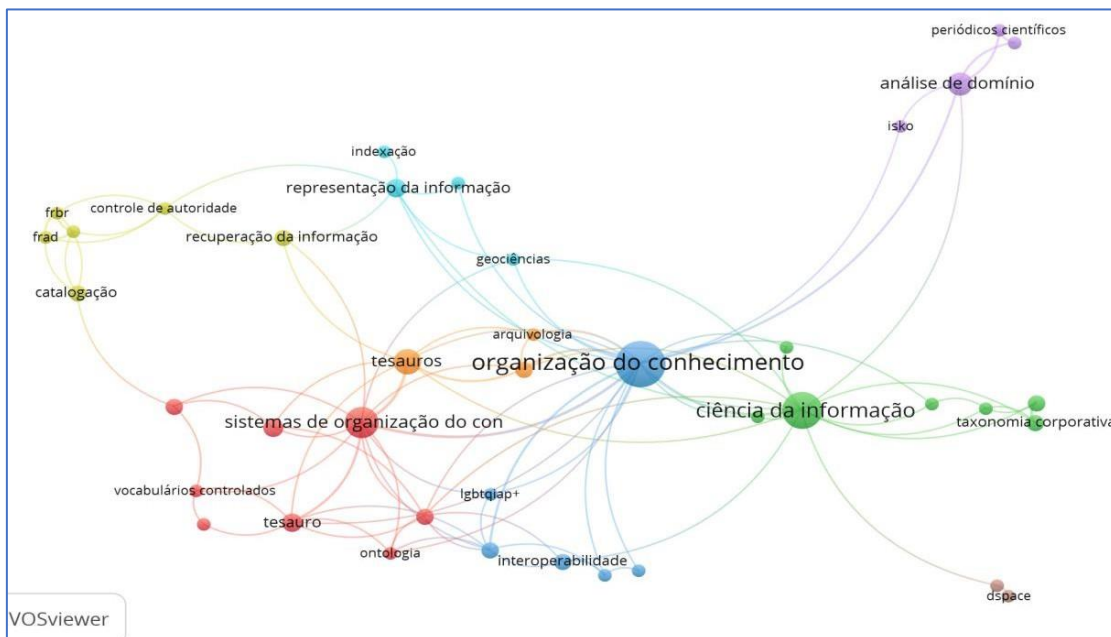 periódicos científicos
análise de domínio
isko
indexação
representação da informação
controle de autoridade
frbr
frad
recuperação da informação
geociências
catalogação
arquivologia
tesauros
organização do conhecimento
ciência da informação
sistemas de organização do con
taxonomia corporativa
vocabulários controlados
lgbtqiap+
tesauro
ontologia
interoperabilidade
dspace
VOSviewer